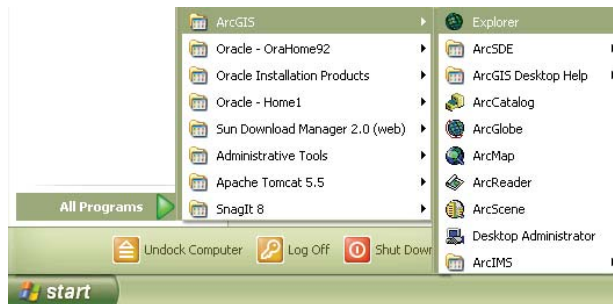 ArcGIS
Oracle - OraHome92
Oracle Installation Products
Oracle - Home1
Sun Download Manager 2.0 (web)
Administrative Tools
Apache Tomcat 5.5
SnagIt 8
Explorer
ArcSDE
ArcGIS Desktop Help
ArcCatalog
ArcGlobe
ArcMap
ArcReader
ArcScene
Desktop Administrator
ArcIMS
All Programs
Undock Computer
Log Off
Shut Down
start